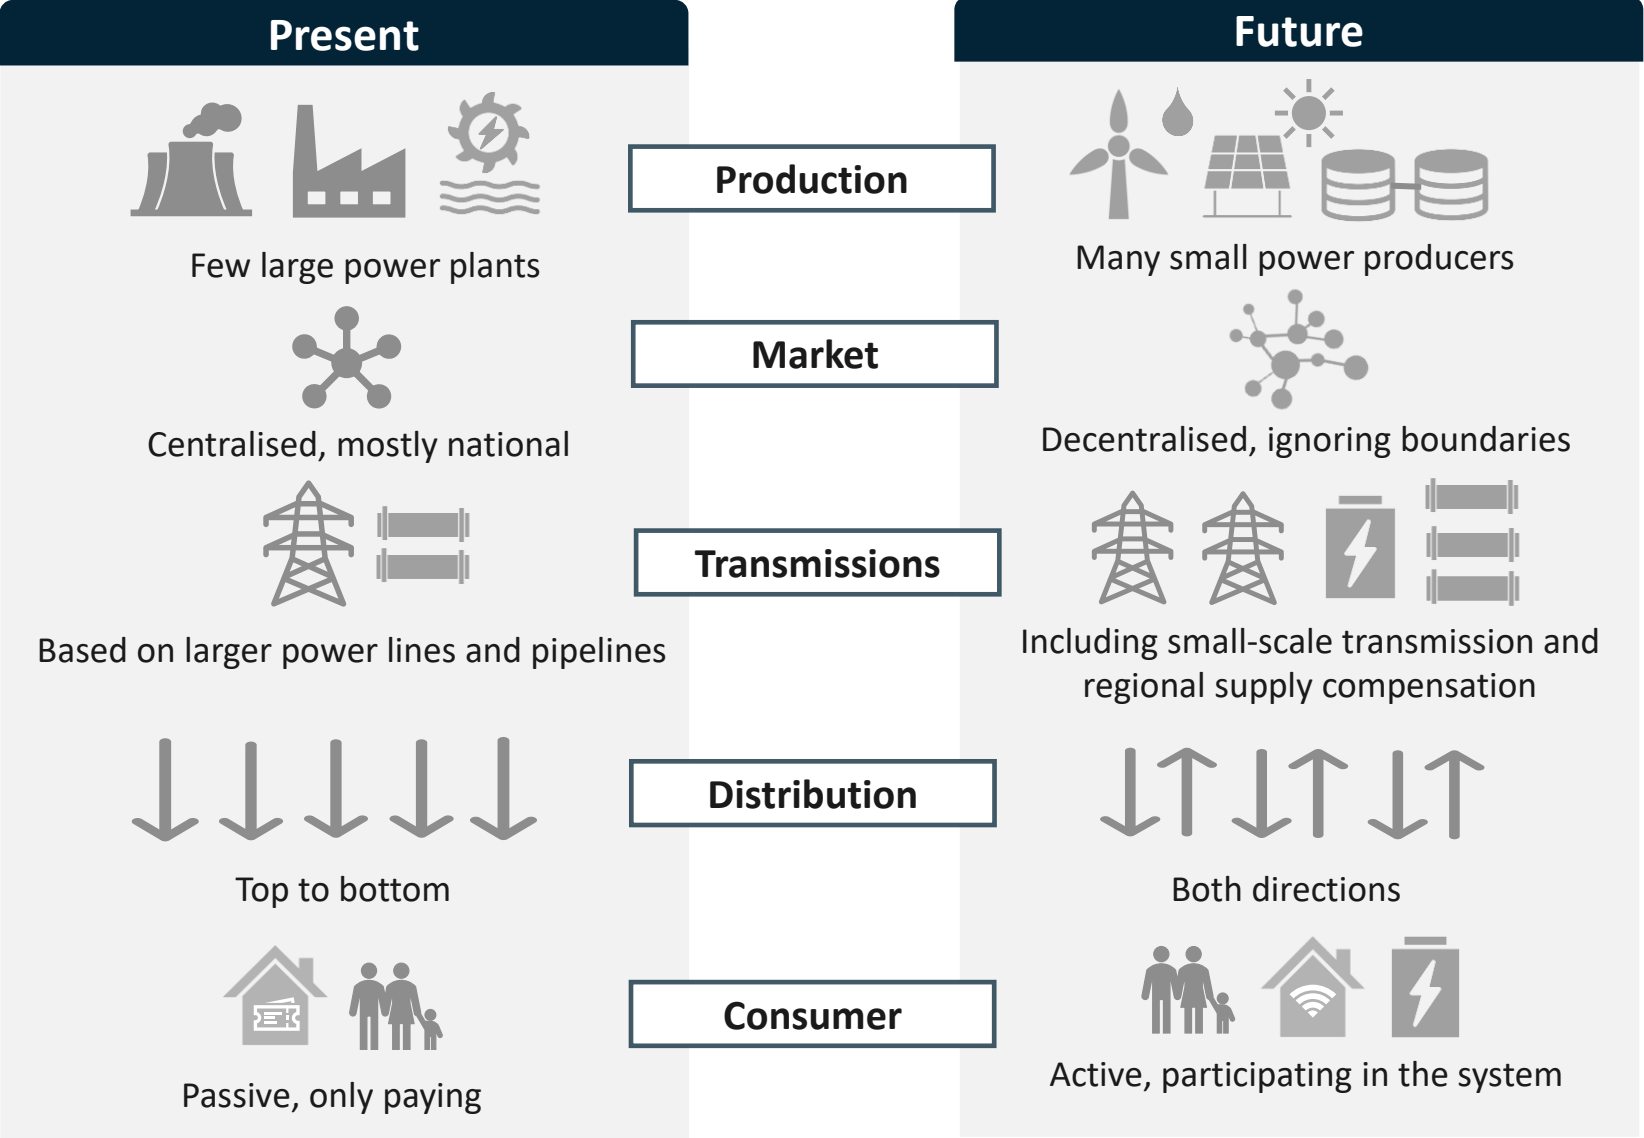 Present
Future
Production
Few large power plants
Many small power producers
Market
Centralised, mostly national
Decentralised, ignoring boundaries
Transmissions
Based on larger power lines and pipelines
Including small-scale transmission and
regional supply compensation
Distribution
Top to bottom
Both directions
Consumer
Passive, only paying
Active, participating in the system